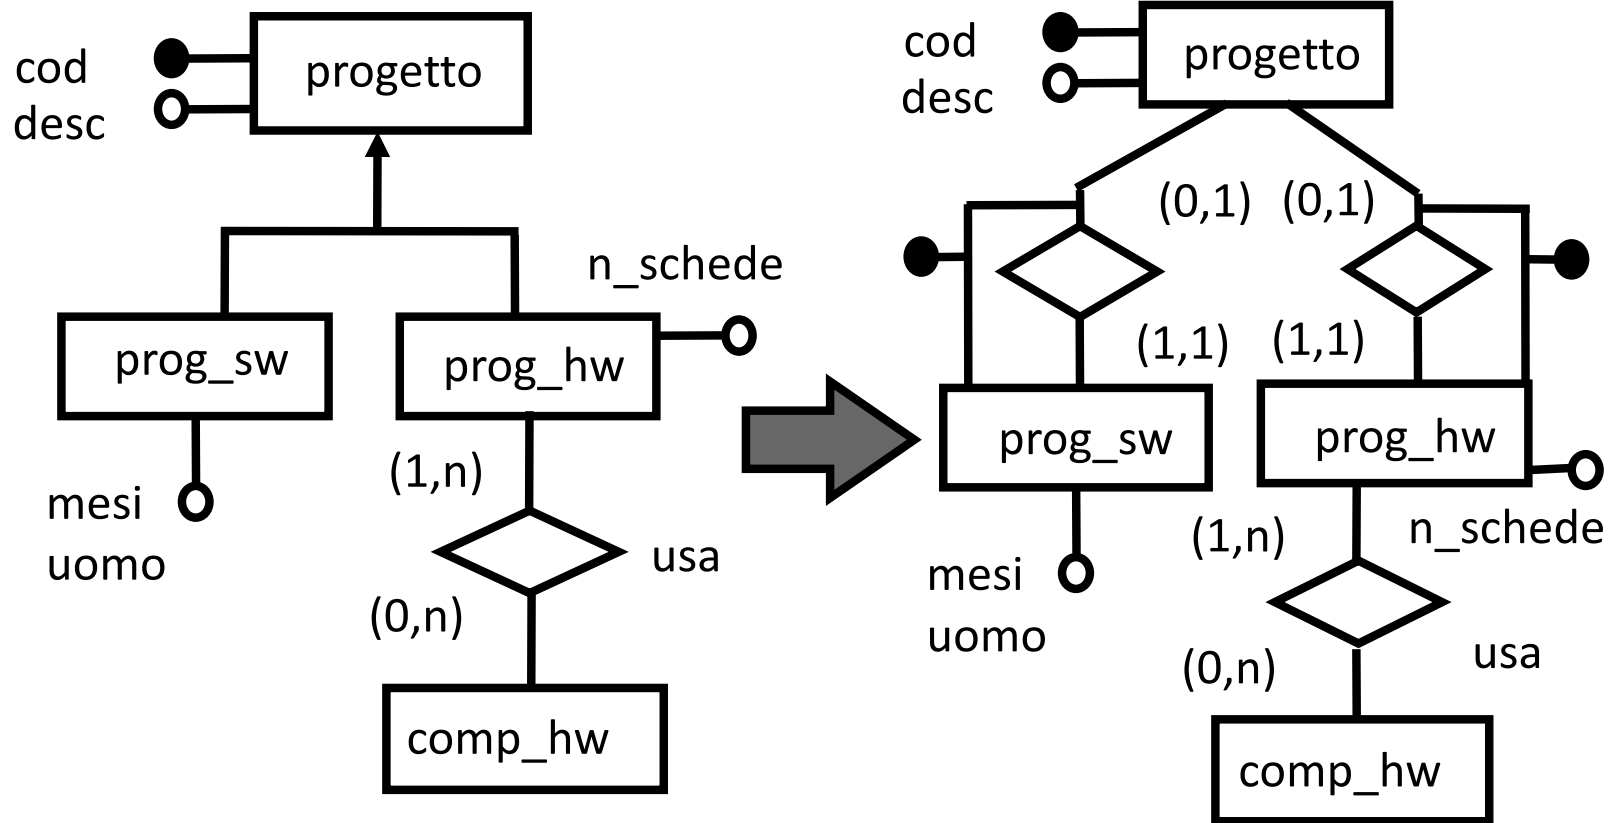 cod
desc
progetto
n_schede
prog_sw
prog_hw
(1,n)
mesi
uomo
usa
(0,n)
comp_hw
cod
desc
progetto
(0,1)
(0,1)
(1,1)
(1,1)
prog_sw
prog_hw
n_schede
(1,n)
mesi
uomo
usa
(0,n)
comp_hw